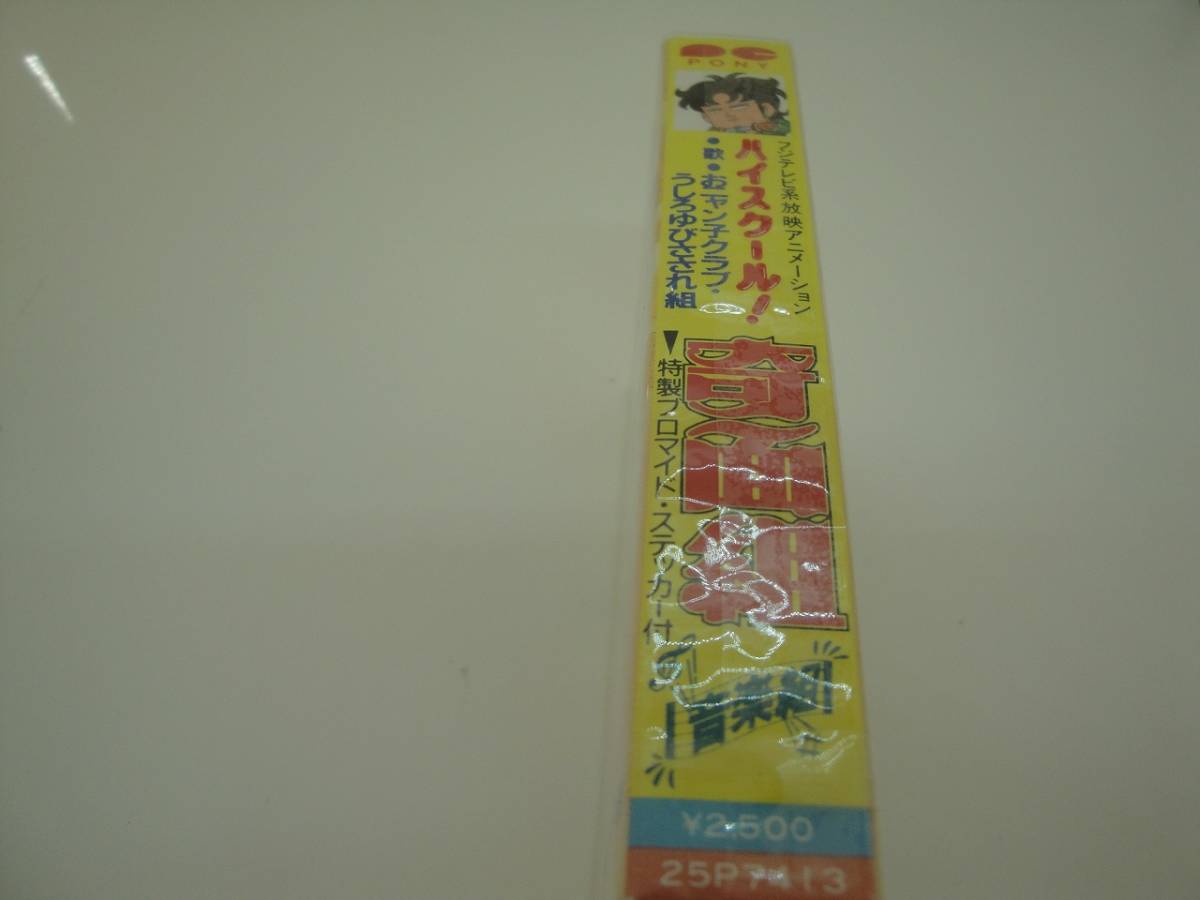 PONY
フジテレビ系放映アニメーション
ハイスクール!
奇面組
・歌・おニャン子クラブ・
うしろゆびさされ組
▼特製ブロマイド・ステッカー付
音楽組
¥2,500
25P7413